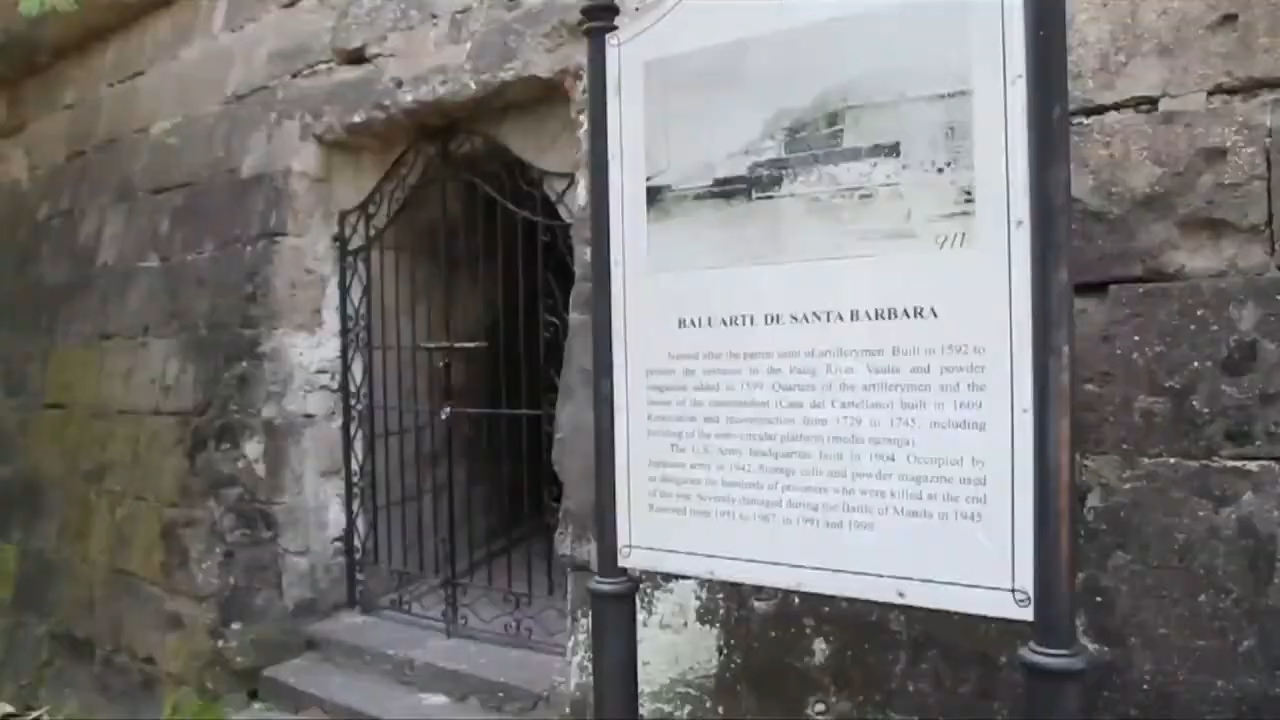 911
BALUARTE DE SANTA BARBARA
Named after the patron saint of artillerymen. Built in 1592 to
protect the entrance to the Pasig River. Vaults and powder
magazine added in 1599. Quarters of the artillerymen and the
house of the commandant (Casa del Castellano) built in 1609.
Renovation and reconstruction from 1729 to 1745, including
building of the semi-circular platform (media naranja).
The U.S. Army headquarters built in 1904. Occupied by
Japanese army in 1942. Storage cells and powder magazine used
as dungeons for hundreds of prisoners who were killed at the end
of the war. Severely damaged during the Battle of Manila in 1945.
Restored from 1951 to 1967, in 1991 and 1998.